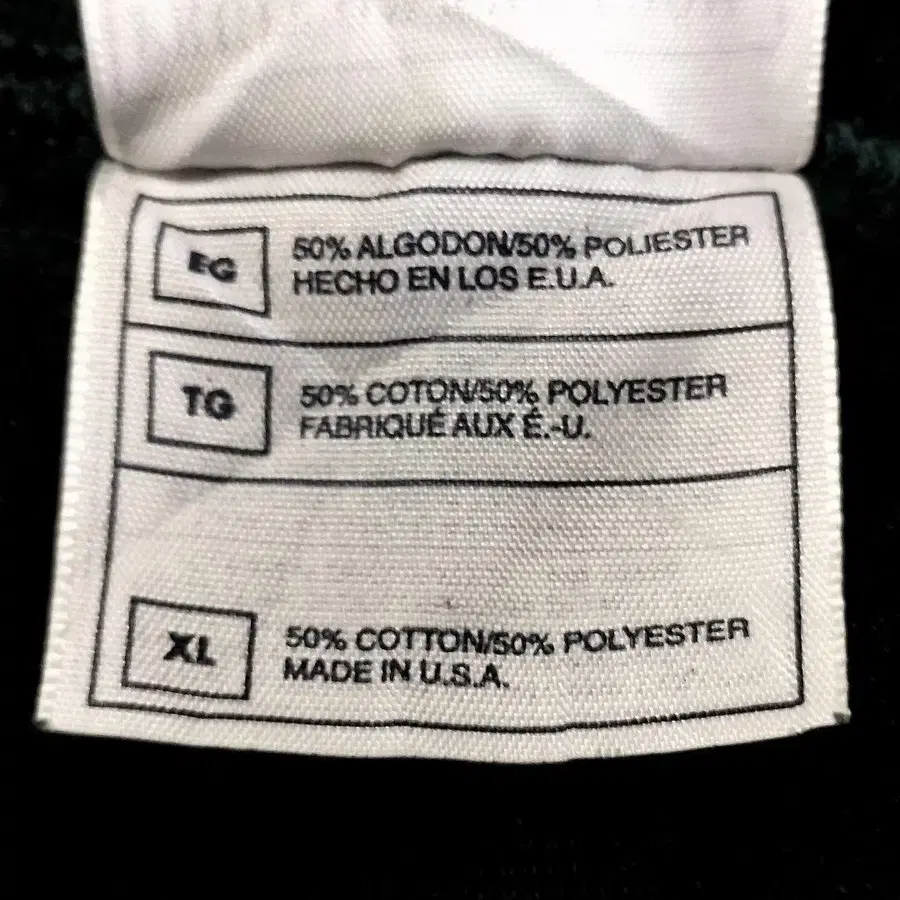 EG
50% ALGODON/50% POLIESTER
HECHO EN LOS E.U.A.
TG
50% COTON/50% POLYESTER
FABRIQUÉ AUX É.-U.
XL
50% COTTON/50% POLYESTER
MADE IN U.S.A.